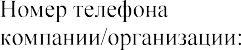 Номер телефона
компании/организации: